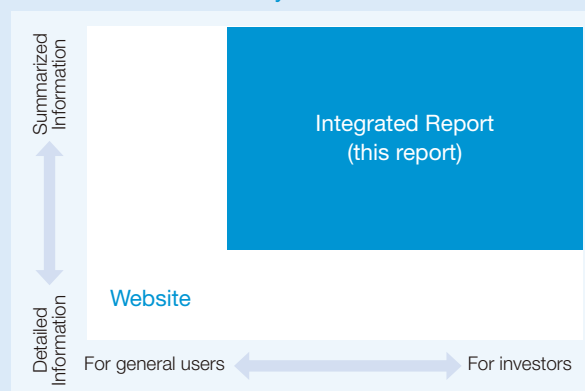 Summarized
Information
Integrated Report
(this report)
Website
Detailed
Information
For general users
For investors